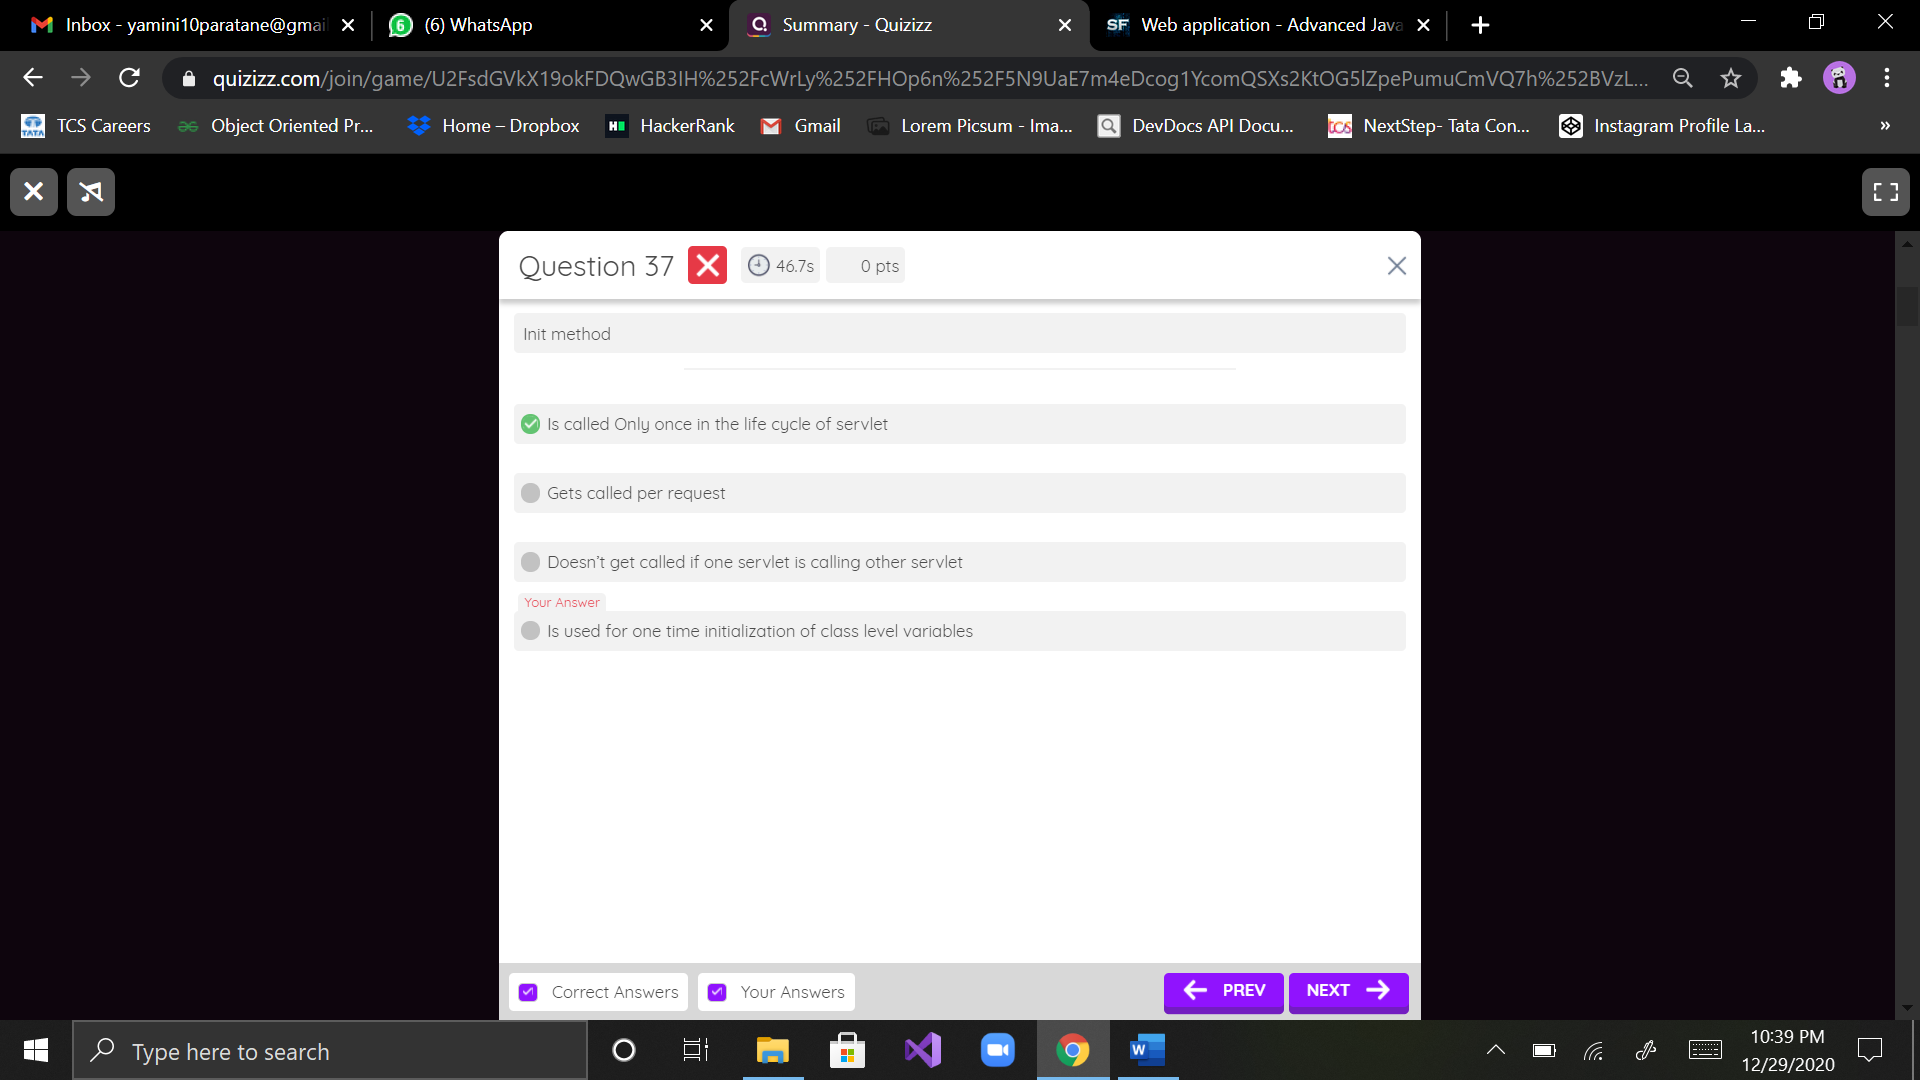 Inbox - yamini10paratane@gmai
(6) WhatsApp
Summary - Quizizz
SF Web application - Advanced Java
quizizz.com/join/game/U2FsdGVkX19okFDQwGB3IH%252FcWrLy%252FHOp6n%252F5N9UaE7m4eDcog1YcomQSXs2KtOG5lZpePumuCmVQ7h%252BVzL...
TATA TCS Careers
Object Oriented Pr...
Home – Dropbox
HackerRank
Gmail
Lorem Picsum - Ima...
DevDocs API Docu...
tcs NextStep- Tata Con...
Instagram Profile La...
»
Question 37
46.7s
0 pts
Init method
Is called Only once in the life cycle of servlet
Gets called per request
Doesn't get called if one servlet is calling other servlet
Your Answer
Is used for one time initialization of class level variables
Correct Answers
Your Answers
PREV
NEXT
Type here to search
10:39 PM
12/29/2020